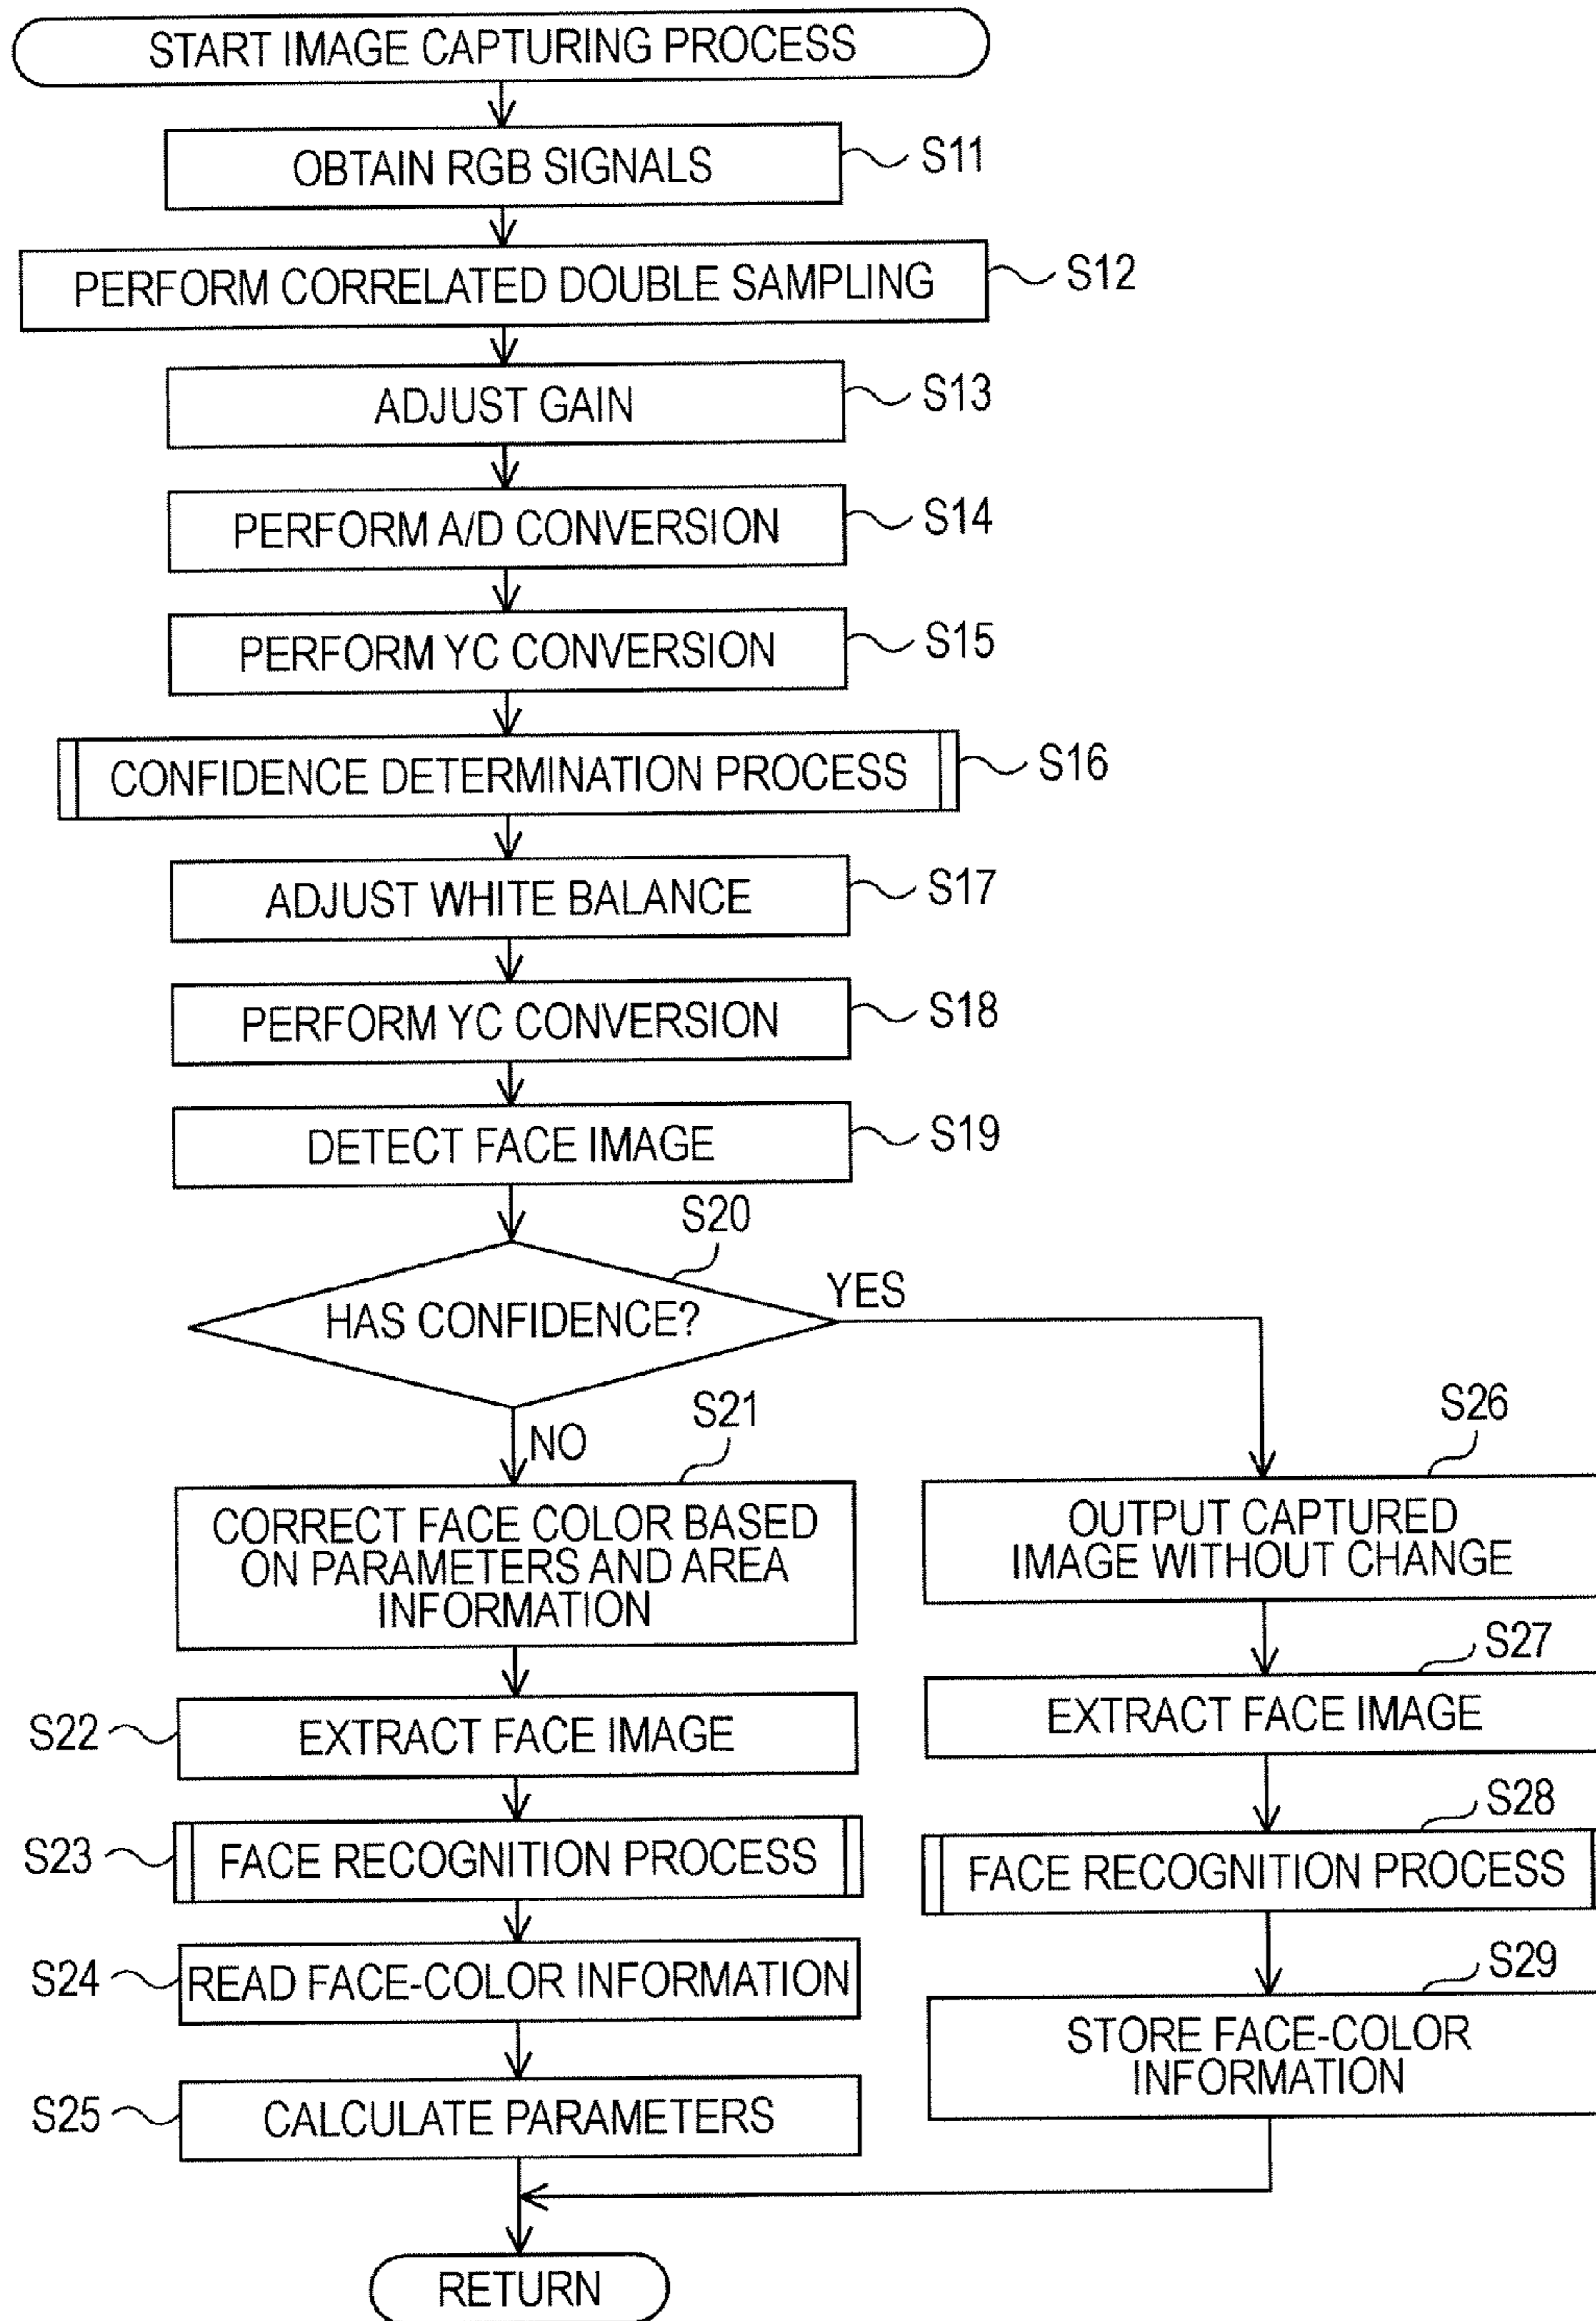 START IMAGE CAPTURING PROCESS
OBTAIN RGB SIGNALS
S11
PERFORM CORRELATED DOUBLE SAMPLING
S12
ADJUST GAIN
S13
PERFORM A/D CONVERSION
S14
PERFORM YC CONVERSION
S15
CONFIDENCE DETERMINATION PROCESS
S16
ADJUST WHITE BALANCE
S17
PERFORM YC CONVERSION
S18
DETECT FACE IMAGE
S19
S20
HAS CONFIDENCE?
YES
NO
S21
CORRECT FACE COLOR BASED
ON PARAMETERS AND AREA
INFORMATION
S22
EXTRACT FACE IMAGE
S23
FACE RECOGNITION PROCESS
S24
READ FACE-COLOR INFORMATION
S25
CALCULATE PARAMETERS
S26
OUTPUT CAPTURED
IMAGE WITHOUT CHANGE
S27
EXTRACT FACE IMAGE
S28
FACE RECOGNITION PROCESS
S29
STORE FACE-COLOR
INFORMATION
RETURN